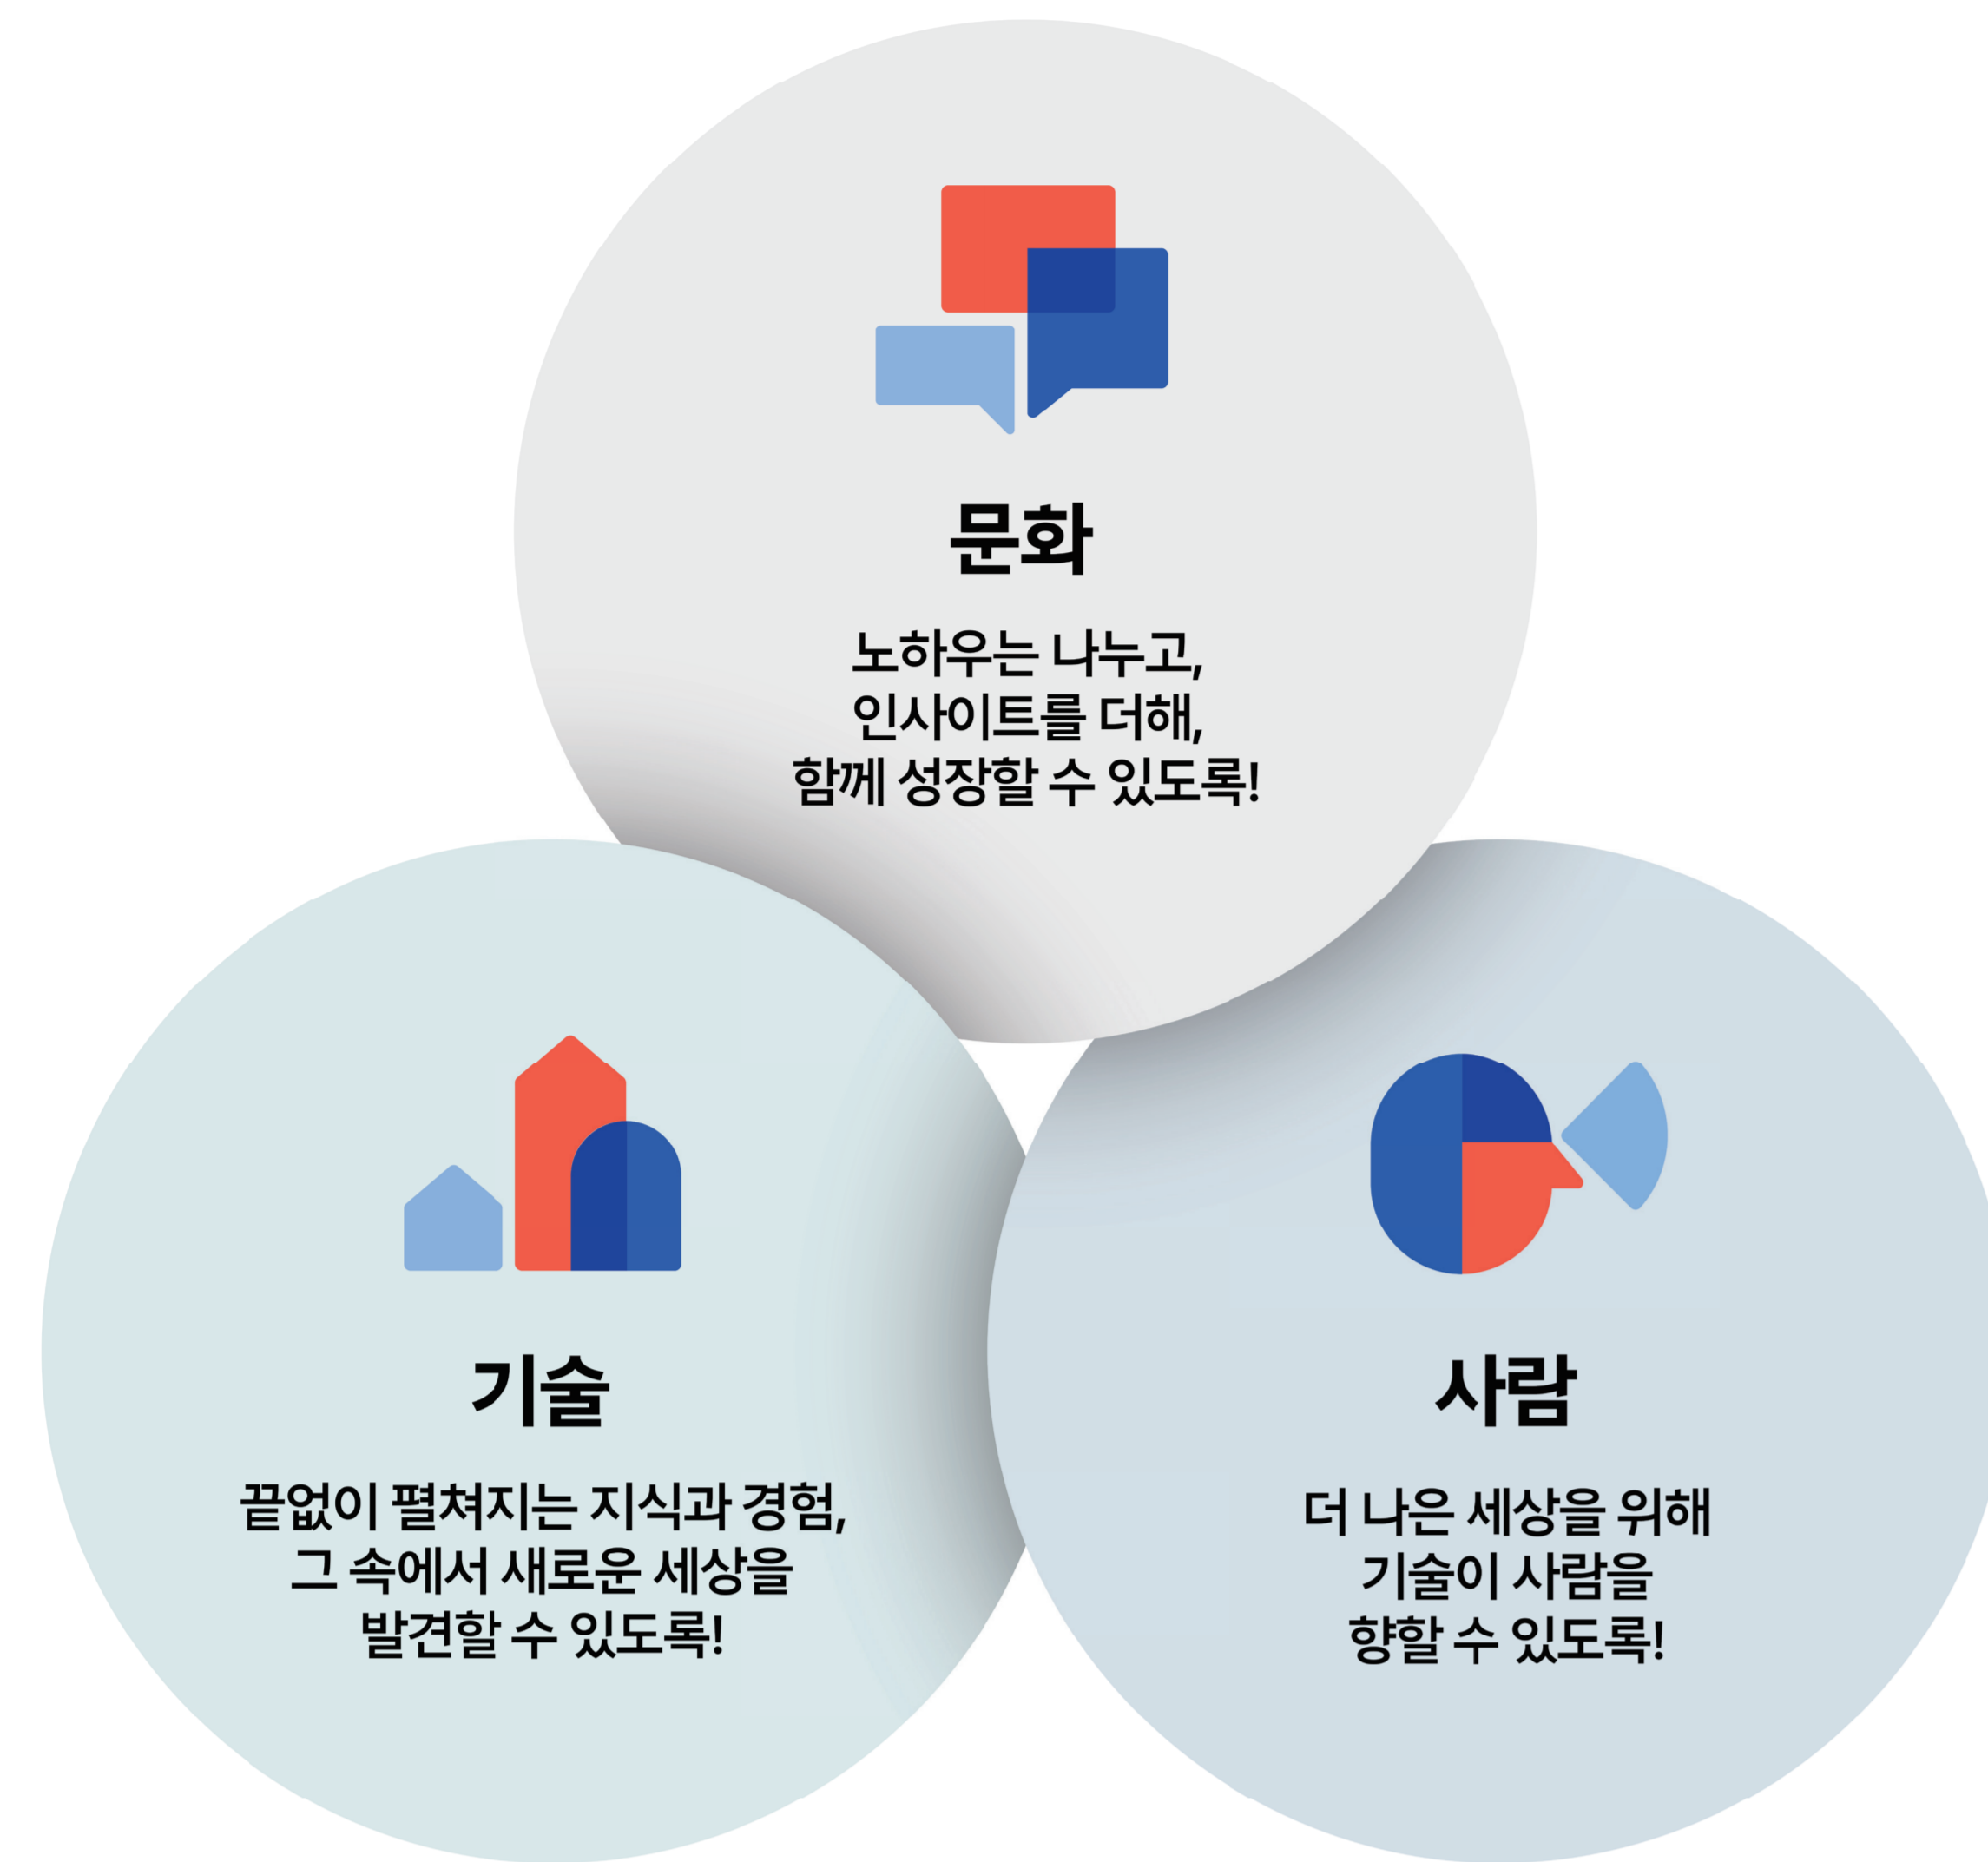 문화
노하우는 나누고,
인사이트를 더해,
함께 성장할 수 있도록!
기술
끝없이 펼쳐지는 지식과 경험,
그 속에서 새로운 세상을
발견할 수 있도록!
사람
더 나은 세상을 위해
기술이 사람을
향할 수 있도록!